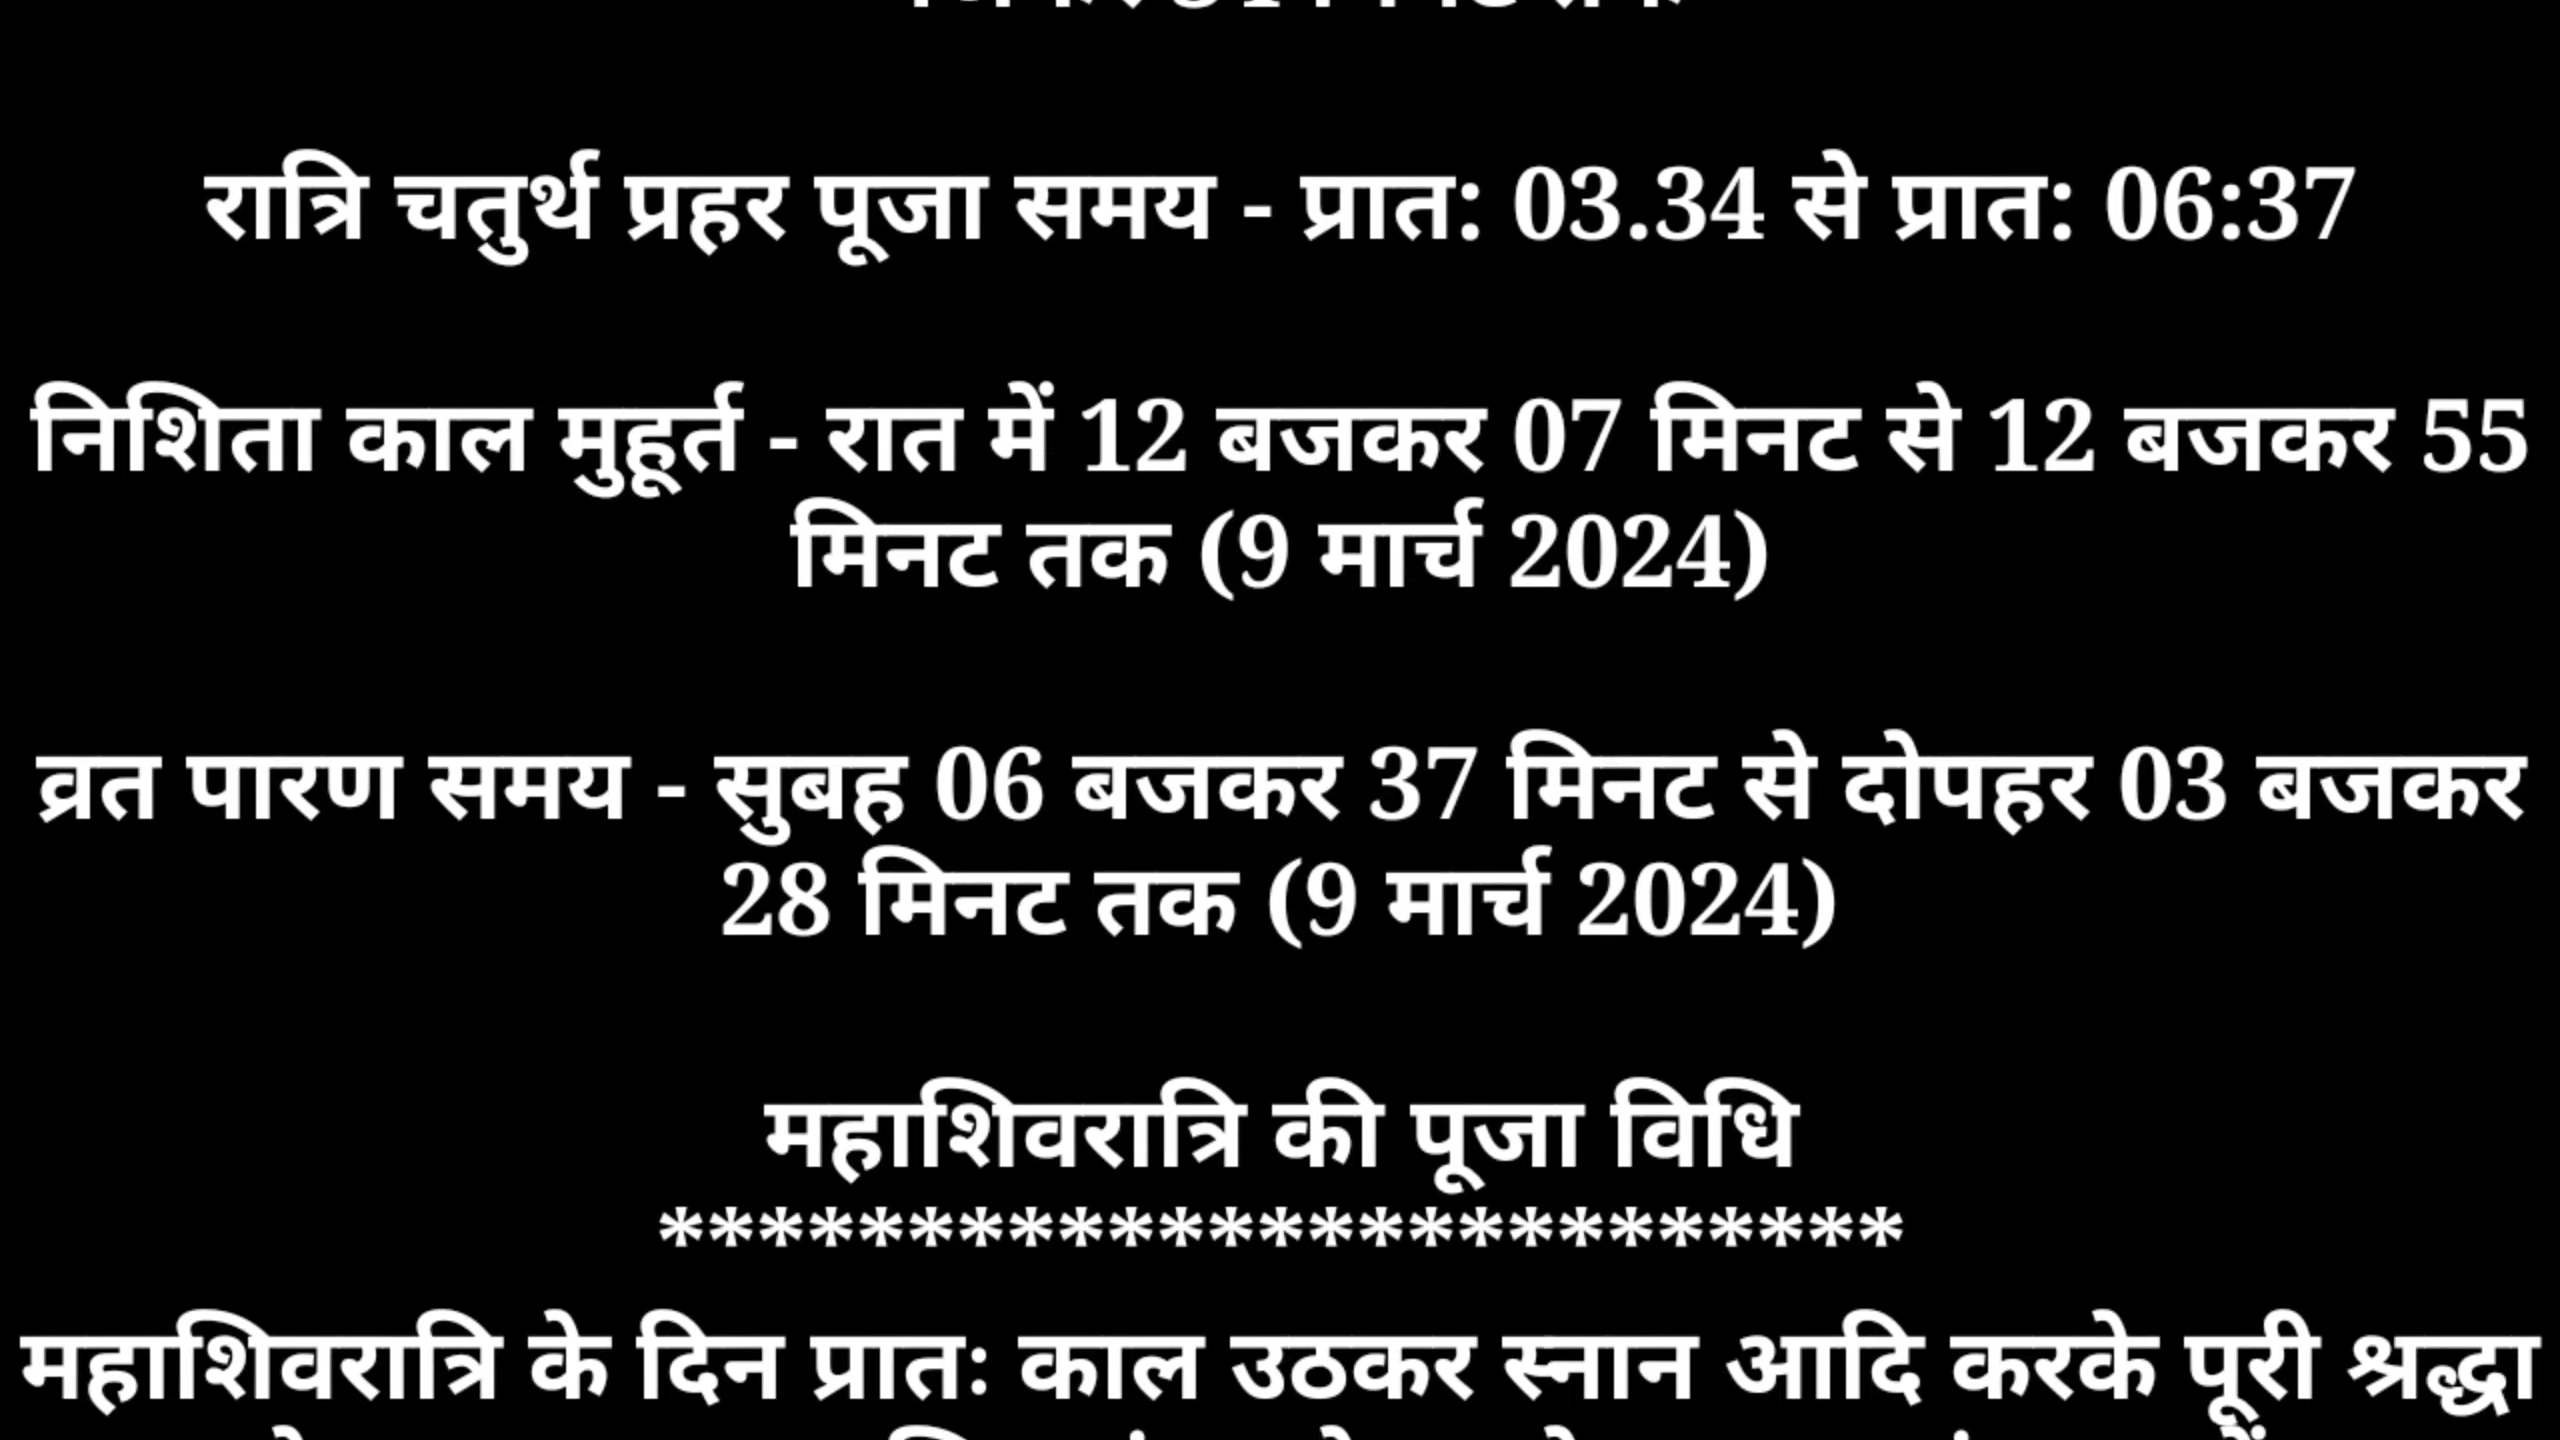 रात्रि चतुर्थ प्रहर पूजा समय - प्रात: 03.34 से प्रात: 06:37
निशिता काल मुहूर्त - रात में 12 बजकर 07 मिनट से 12 बजकर 55
मिनट तक (9 मार्च 2024)
व्रत पारण समय - सुबह 06 बजकर 37 मिनट से दोपहर 03 बजकर
28 मिनट तक (9 मार्च 2024)
महाशिवरात्रि की पूजा विधि
*************************
महाशिवरात्रि के दिन प्रातः काल उठकर स्नान आदि करके पूरी श्रद्धा